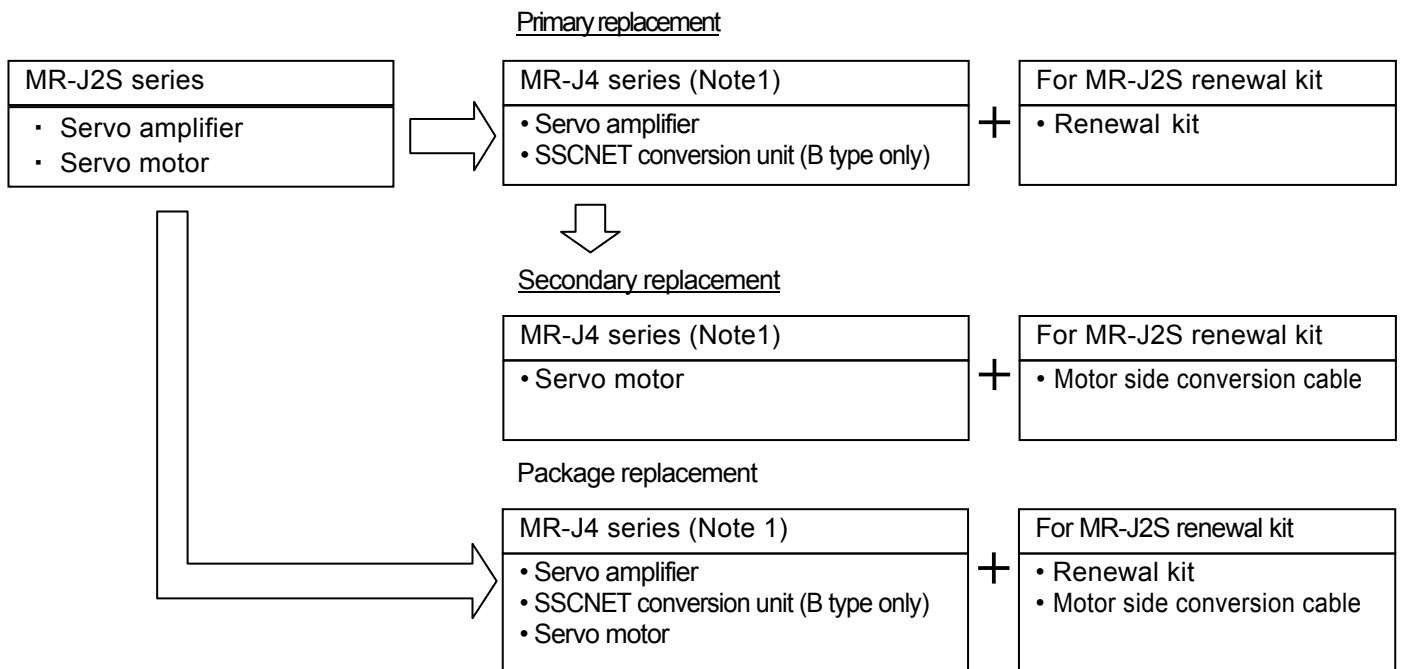 Primary replacement
MR-J2S series
・ Servo amplifier
・ Servo motor
MR-J4 series (Note1)
• Servo amplifier
• SSCNET conversion unit (B type only)
+
For MR-J2S renewal kit
• Renewal kit
Secondary replacement
MR-J4 series (Note1)
• Servo motor
+
For MR-J2S renewal kit
• Motor side conversion cable
Package replacement
MR-J4 series (Note 1)
• Servo amplifier
• SSCNET conversion unit (B type only)
• Servo motor
+
For MR-J2S renewal kit
• Renewal kit
• Motor side conversion cable